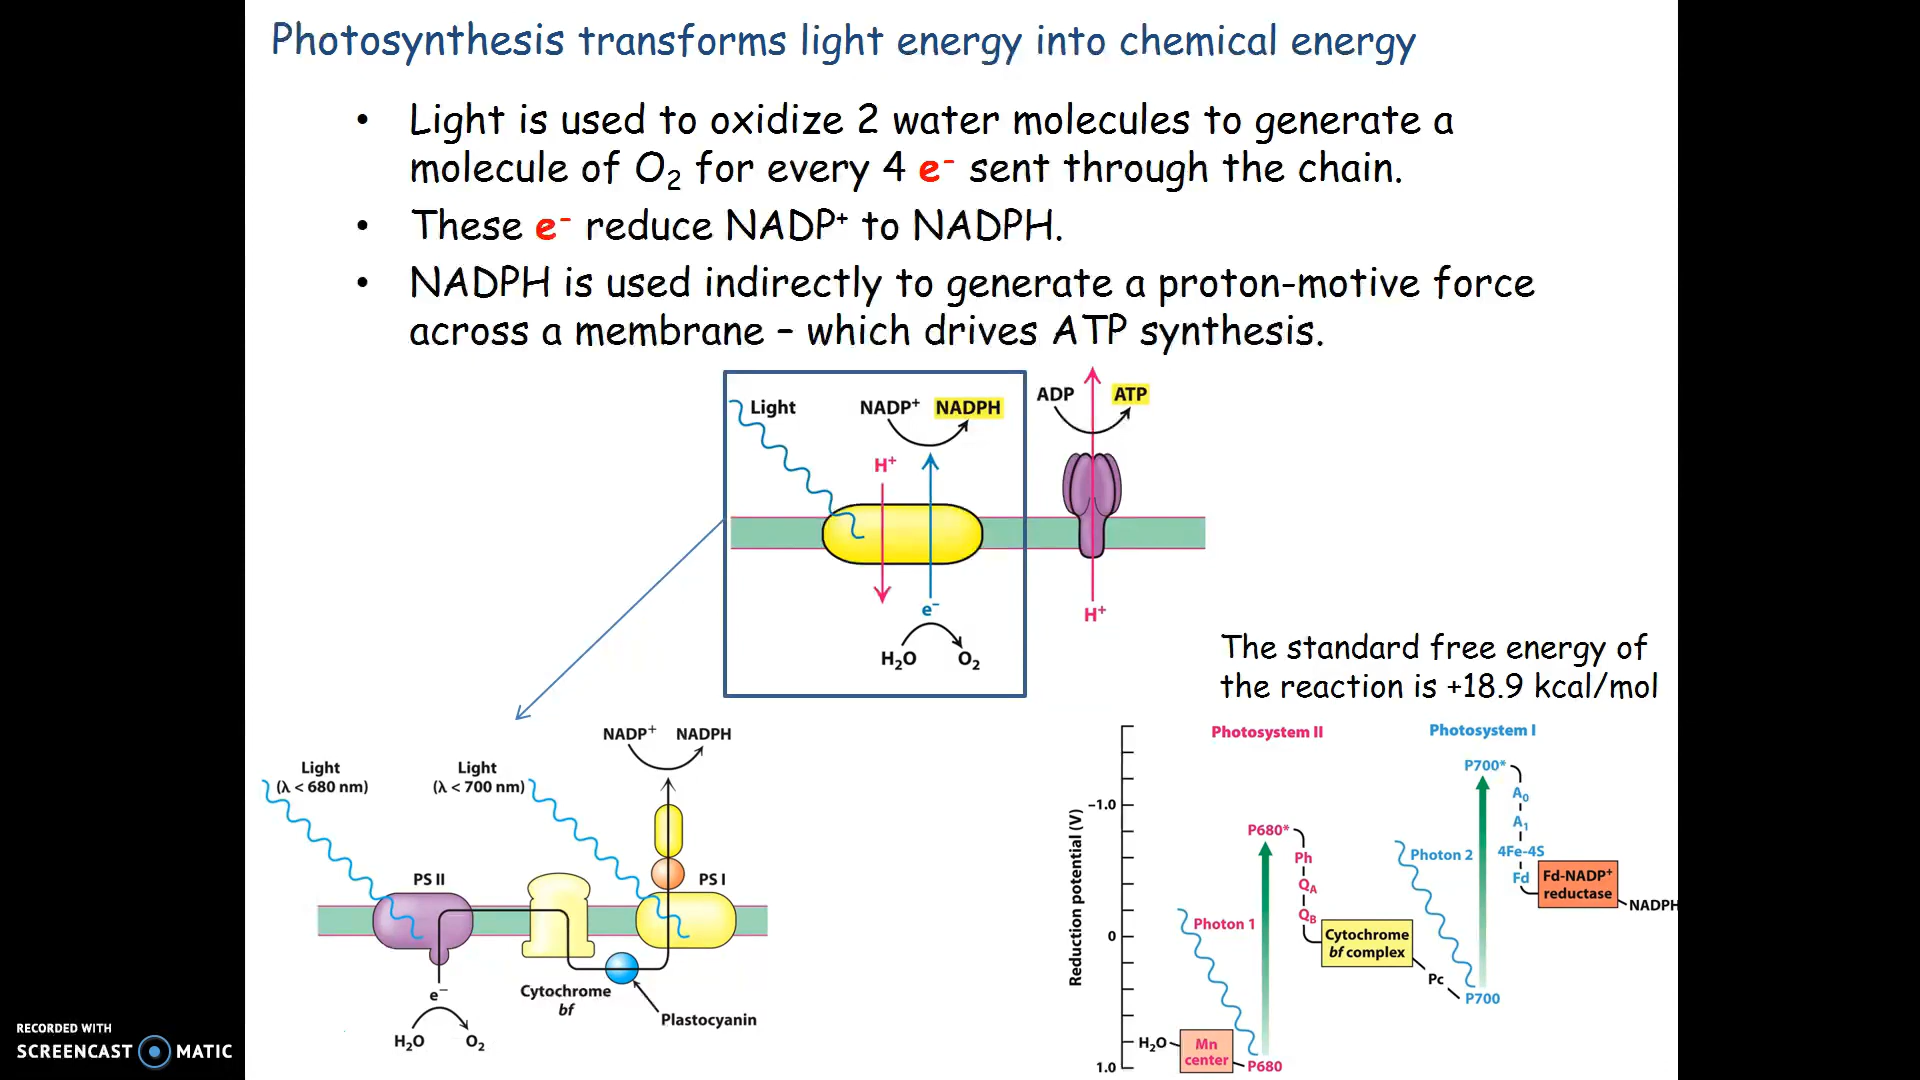 Photosynthesis transforms light energy into chemical energy
• Light is used to oxidize 2 water molecules to generate a
molecule of O₂ for every 4 e⁻ sent through the chain.
• These e⁻ reduce NADP⁺ to NADPH.
• NADPH is used indirectly to generate a proton-motive force
across a membrane – which drives ATP synthesis.
Light
NADP⁺ NADPH
ADP ATP
H⁺
e⁻
H₂O O₂
H⁺
The standard free energy of
the reaction is +18.9 kcal/mol
NADP⁺ NADPH
Light
(λ < 680 nm)
Light
(λ < 700 nm)
PS II
PS I
Cytochrome
bf
Plastocyanin
e⁻
H₂O O₂
Photosystem II
Photosystem I
Reduction potential (V)
−1.0
0
1.0
P680*
Ph
Q_A
Q_B
Photon 1
Cytochrome
bf complex
H₂O
Mn
center
P680
Pc
P700
Photon 2
P700*
A₀
A₁
4Fe-4S
Fd
Fd-NADP⁺
reductase
NADPH
RECORDED WITH
SCREENCAST MATIC